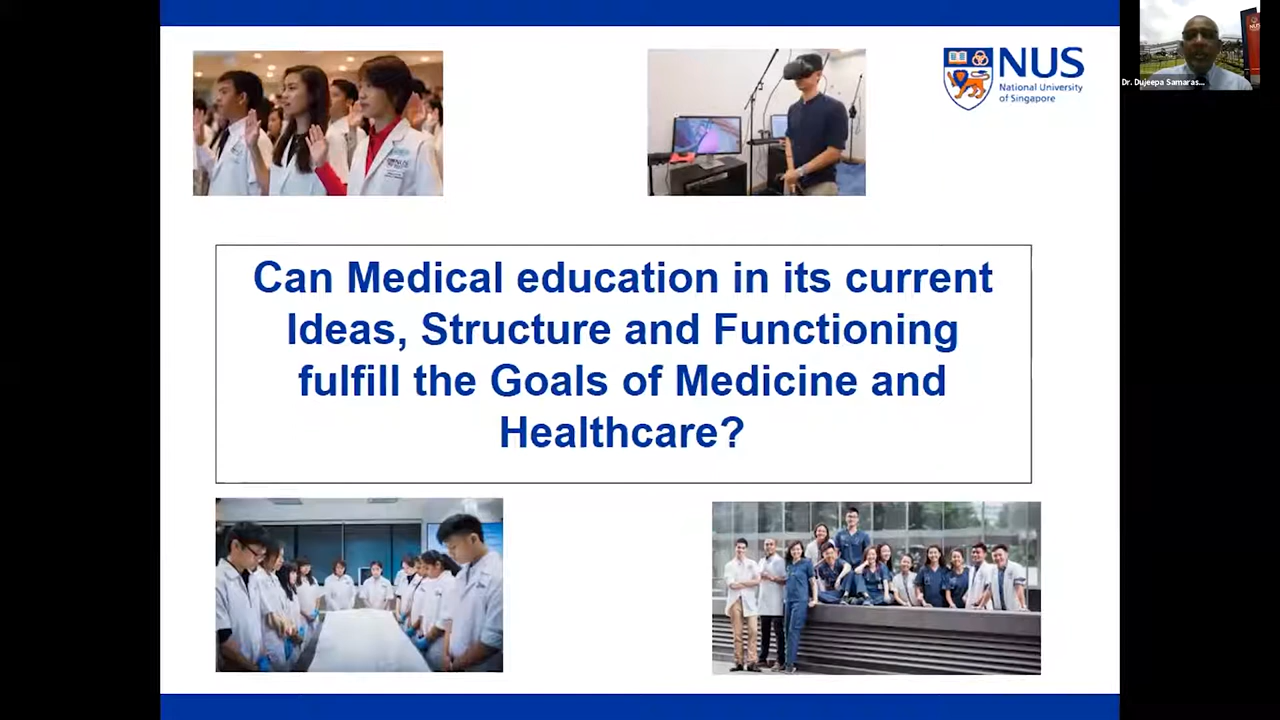 NUS
National University
of Singapore
Dr. Dujeepa Samaras...
Can Medical education in its current
Ideas, Structure and Functioning
fulfill the Goals of Medicine and
Healthcare?